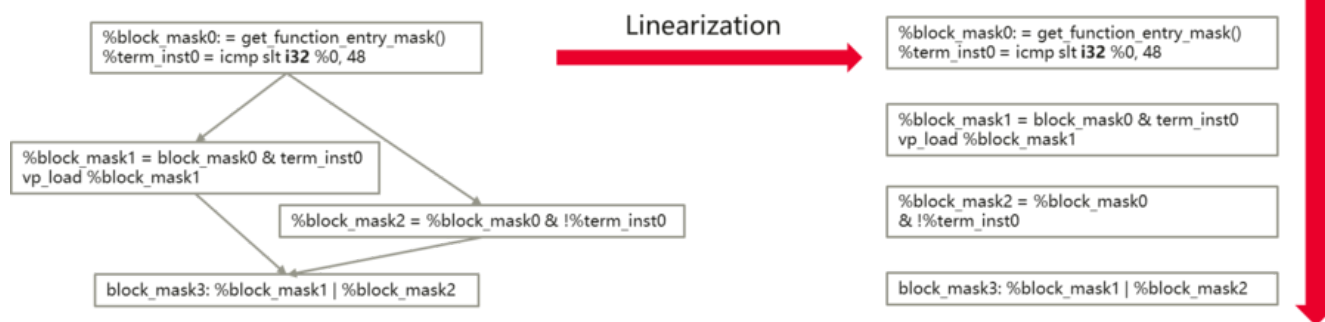 %block_mask0: = get_function_entry_mask()
%term_inst0 = icmp slt i32 %0, 48
%block_mask1 = block_mask0 & term_inst0
vp_load %block_mask1
%block_mask2 = %block_mask0 & !%term_inst0
block_mask3: %block_mask1 | %block_mask2
Linearization
%block_mask0: = get_function_entry_mask()
%term_inst0 = icmp slt i32 %0, 48
%block_mask1 = block_mask0 & term_inst0
vp_load %block_mask1
%block_mask2 = %block_mask0
& !%term_inst0
block_mask3: %block_mask1 | %block_mask2